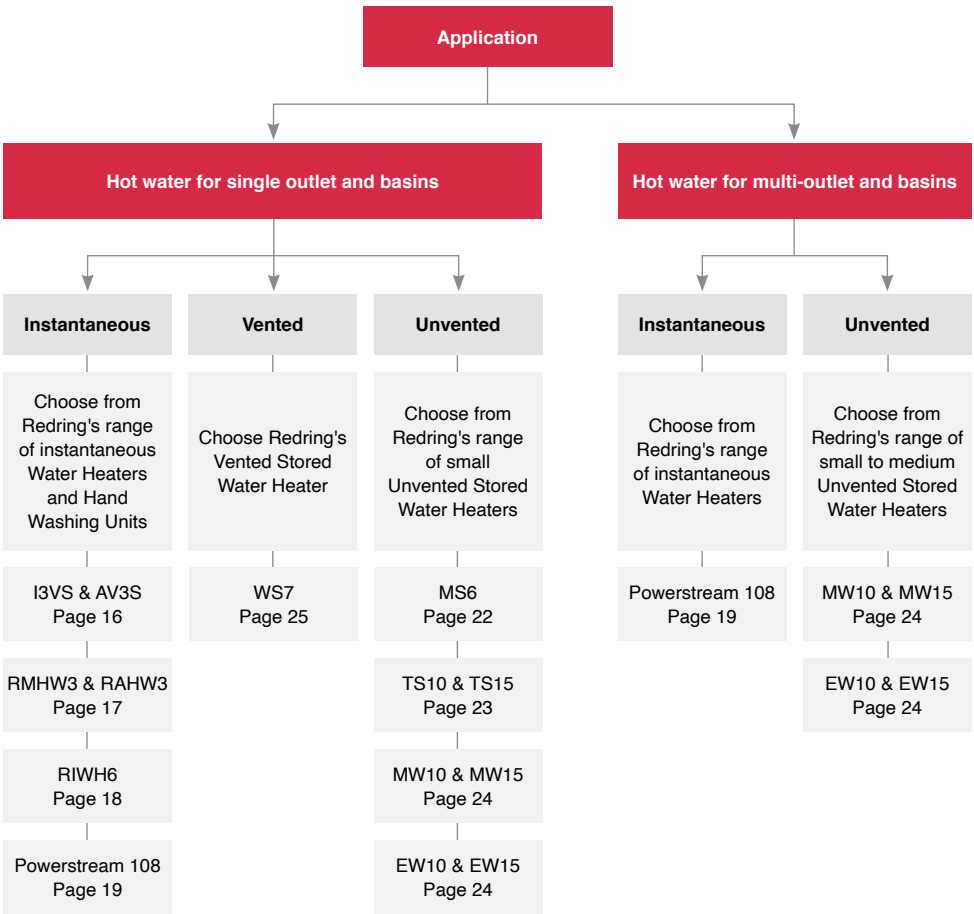 Application
Hot water for single outlet and basins
Hot water for multi-outlet and basins
Instantaneous
Vented
Unvented
Instantaneous
Unvented
Choose from
Redring's range
of instantaneous
Water Heaters
and Hand
Washing Units
Choose Redring's
Vented Stored
Water Heater
Choose from
Redring's range
of small
Unvented Stored
Water Heaters
Choose from
Redring's range
of instantaneous
Water Heaters
Choose from
Redring's range of
small to medium
Unvented Stored
Water Heaters
I3VS & AV3S
Page 16
WS7
Page 25
MS6
Page 22
Powerstream 108
Page 19
MW10 & MW15
Page 24
RMHW3 & RAHW3
Page 17
TS10 & TS15
Page 23
EW10 & EW15
Page 24
RIWH6
Page 18
MW10 & MW15
Page 24
Powerstream 108
Page 19
EW10 & EW15
Page 24